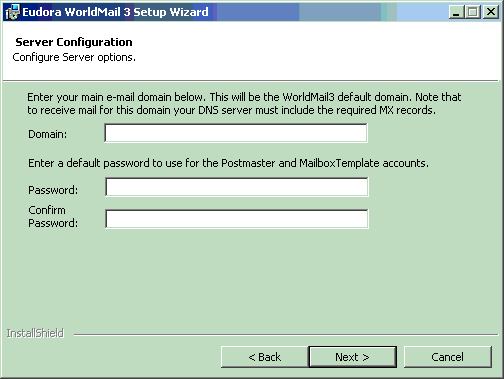 Eudora WorldMail 3 Setup Wizard
Server Configuration
Configure Server options.
Enter your main e-mail domain below. This will be the WorldMail3 default domain. Note that
to receive mail for this domain your DNS server must include the required MX records.
Domain:
Enter a default password to use for the Postmaster and MailboxTemplate accounts.
Password:
Confirm
Password:
InstallShield
< Back
Next >
Cancel